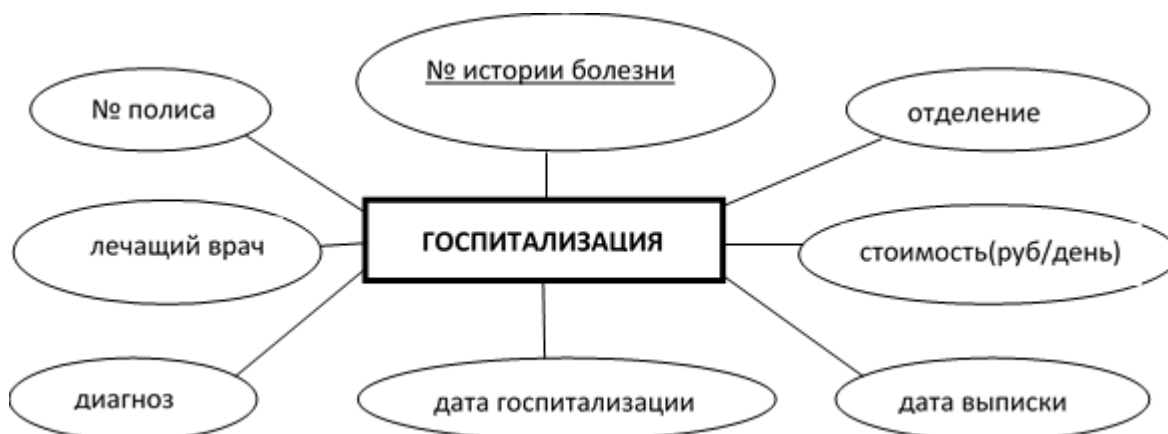 № истории болезни
№ полиса
отделение
лечащий врач
ГОСПИТАЛИЗАЦИЯ
стоимость(руб/день)
диагноз
дата госпитализации
дата выписки